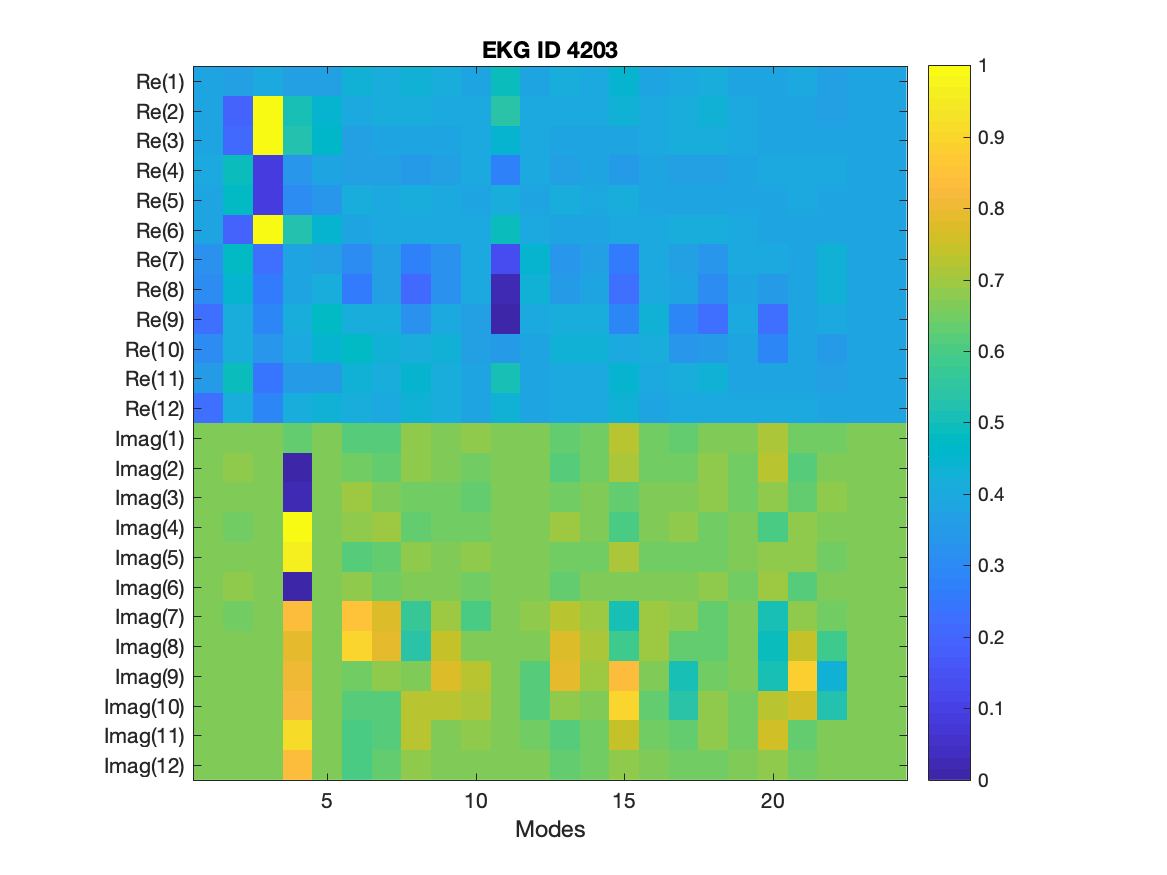 EKG ID 4203
Re(1)
Re(2)
Re(3)
Re(4)
Re(5)
Re(6)
Re(7)
Re(8)
Re(9)
Re(10)
Re(11)
Re(12)
Imag(1)
Imag(2)
Imag(3)
Imag(4)
Imag(5)
Imag(6)
Imag(7)
Imag(8)
Imag(9)
Imag(10)
Imag(11)
Imag(12)
5 10 15 20
Modes
1
0.9
0.8
0.7
0.6
0.5
0.4
0.3
0.2
0.1
0